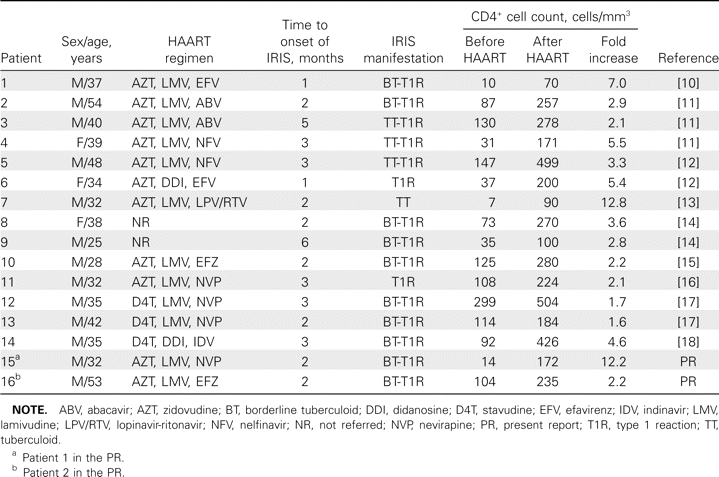 CD4+ cell count, cells/mm3
Patient Sex/age, years HAART regimen Time to onset of IRIS, months IRIS manifestation Before HAART After HAART Fold increase Reference
1 M/37 AZT, LMV, EFV 1 BT-T1R 10 70 7.0 [10]
2 M/54 AZT, LMV, ABV 2 BT-T1R 87 257 2.9 [11]
3 M/40 AZT, LMV, ABV 5 TT-T1R 130 278 2.1 [11]
4 F/39 AZT, LMV, NFV 3 TT-T1R 31 171 5.5 [11]
5 M/48 AZT, LMV, NFV 3 TT-T1R 147 499 3.3 [12]
6 F/34 AZT, DDI, EFV 1 T1R 37 200 5.4 [12]
7 M/32 AZT, LMV, LPV/RTV 2 TT 7 90 12.8 [13]
8 F/38 NR 2 BT-T1R 73 270 3.6 [14]
9 M/25 NR 6 BT-T1R 35 100 2.8 [14]
10 M/28 AZT, LMV, EFZ 2 BT-T1R 125 280 2.2 [15]
11 M/32 AZT, LMV, NVP 3 T1R 108 224 2.1 [16]
12 M/35 D4T, LMV, NVP 3 BT-T1R 299 504 1.7 [17]
13 M/42 D4T, LMV, NVP 2 BT-T1R 114 184 1.6 [17]
14 M/35 D4T, DDI, IDV 3 BT-T1R 92 426 4.6 [18]
15a M/32 AZT, LMV, NVP 2 BT-T1R 14 172 12.2 PR
16b M/53 AZT, LMV, EFZ 2 BT-T1R 104 235 2.2 PR
NOTE. ABV, abacavir; AZT, zidovudine; BT, borderline tuberculoid; DDI, didanosine; D4T, stavudine; EFV, efavirenz; IDV, indinavir; LMV,
lamivudine; LPV/RTV, lopinavir-ritonavir; NFV, nelfinavir; NR, not referred; NVP, nevirapine; PR, present report; T1R, type 1 reaction; TT,
tuberculoid.
a Patient 1 in the PR.
b Patient 2 in the PR.